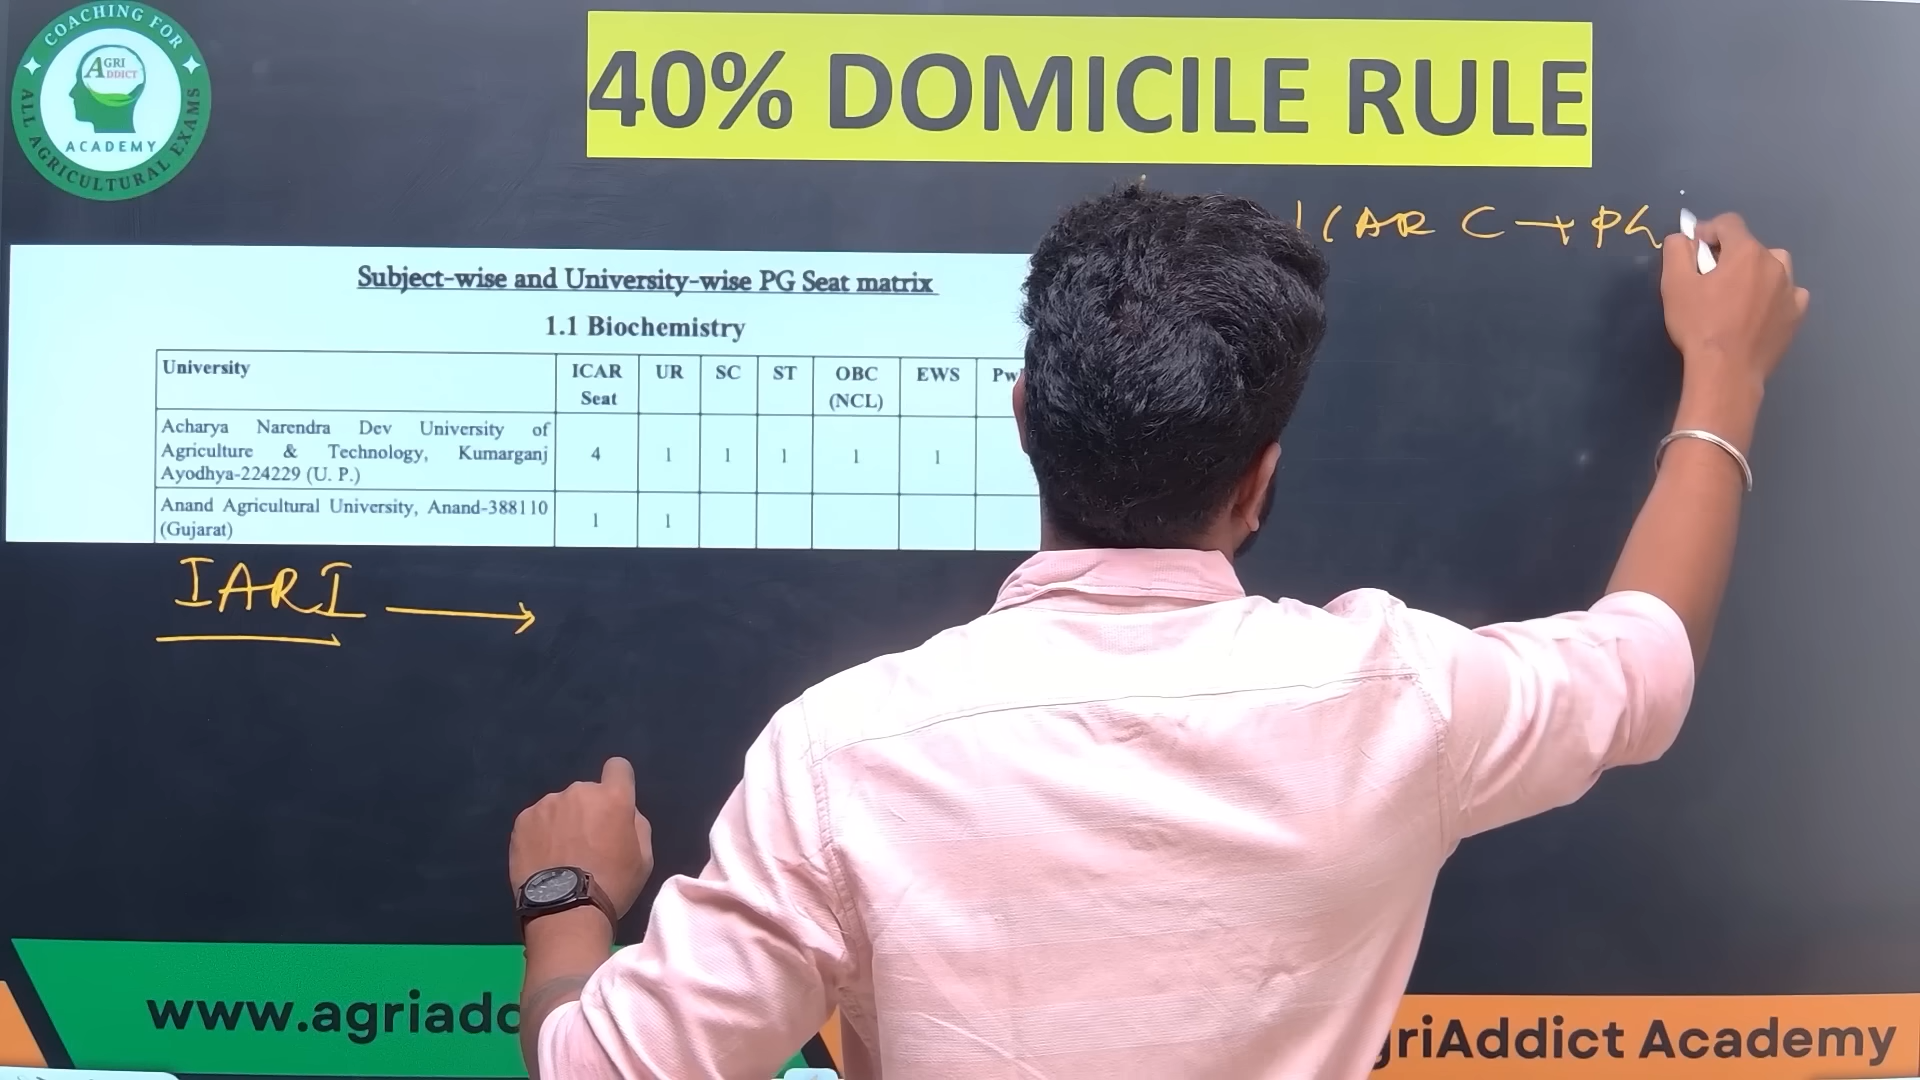 COACHING FOR
ALL AGRICULTURAL EXAMS
AGRI
ADDICT
ACADEMY
40% DOMICILE RULE
ICAR C → PG
Subject-wise and University-wise PG Seat matrix
1.1 Biochemistry
University ICAR Seat UR SC ST OBC (NCL) EWS
Acharya Narendra Dev University of
Agriculture & Technology, Kumarganj 4 1 1 1 1 1
Ayodhya-224229 (U. P.)
Anand Agricultural University, Anand-388110 1 1
(Gujarat)
IARI →
www.agriadd
griAddict Academy